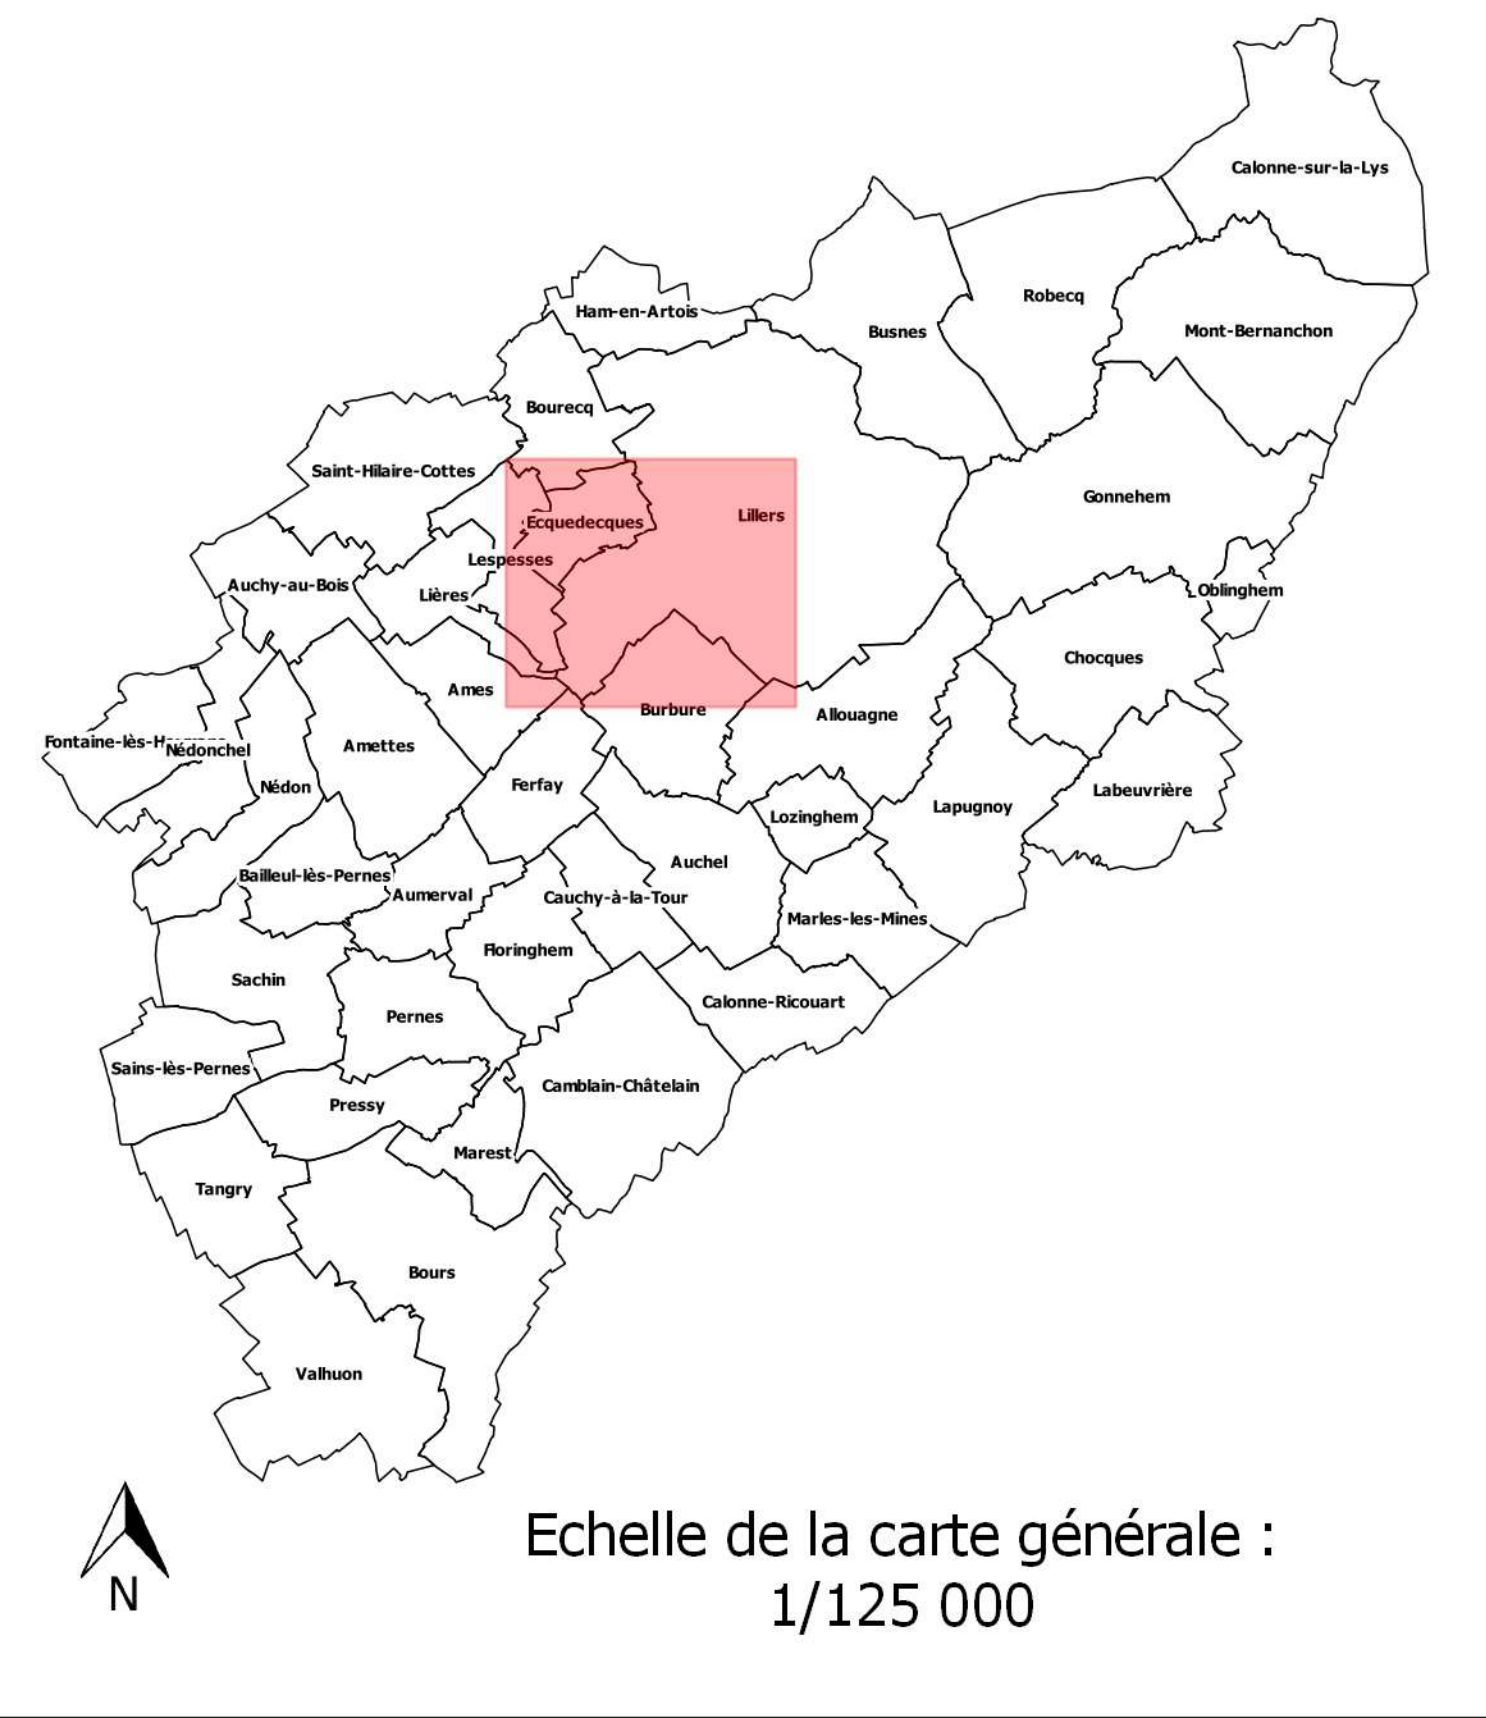 Calonne-sur-la-Lys
Robecq
Ham-en-Artois
Busnes
Mont-Bernanchon
Bourecq
Saint-Hilaire-Cottes
Gonnehem
Lillers
Ecquedecques
Lespesses
Auchy-au-Bois
Lières
Oblinghem
Chocques
Ames
Burbure
Allouagne
Fontaine-lès-H
Nédonchel
Amettes
Nédon
Ferfay
Labeuvrière
Lapugnoy
Lozinghem
Auchel
Bailleul-lès-Pernes
Aumerval
Cauchy-à-la-Tour
Marles-les-Mines
Floringhem
Sachin
Calonne-Ricouart
Pernes
Sains-lès-Pernes
Camblain-Châtelain
Pressy
Marest
Tangry
Bours
Valhuon
N
Echelle de la carte générale :
1/125 000